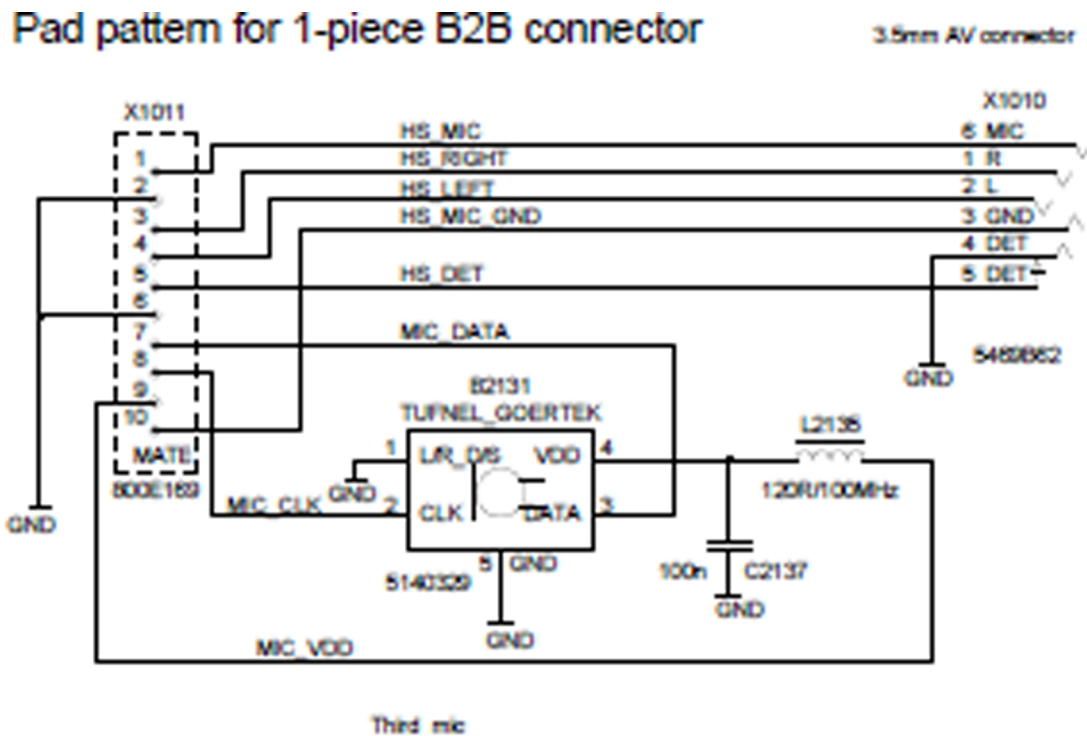 Pad pattern for 1-piece B2B connector
3.5mm AV connector
X1011
X1010
1
2
3
4
5
6
7
8
9
10
MATE
800E169
HS_MIC
HS_RIGHT
HS_LEFT
HS_MIC_GND
HS_DET
MIC_DATA
6 MIC
1 R
2 L
3 GND
4 DET
5 DET
5469B62
GND
B2131
TUFNEL_GOERTEK
1 L/R_D/S VDD 4
GND
MIC_CLK 2 CLK DATA 3
GND
5 GND
5140329
GND
L2135
120R/100MHz
100n C2137
GND
MIC_VDD
Third mic